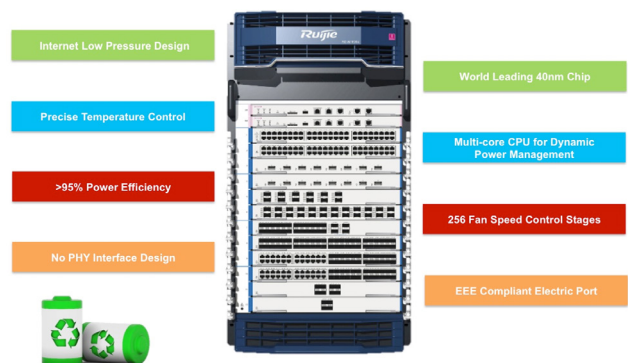 Ruijie
Internet Low Pressure Design
World Leading 40nm Chip
Precise Temperature Control
Multi-core CPU for Dynamic
Power Management
>95% Power Efficiency
256 Fan Speed Control Stages
No PHY Interface Design
EEE Compliant Electric Port